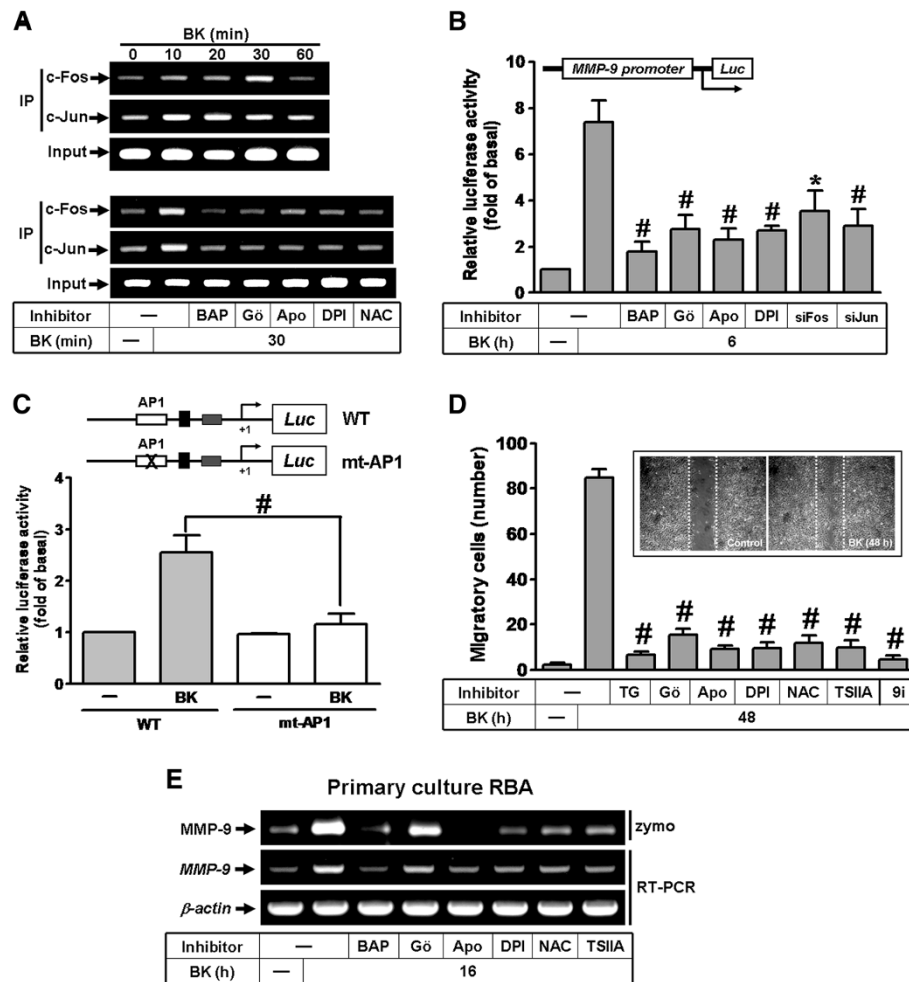 A
BK (min)
0 10 20 30 60
IP
c-Fos
c-Jun
Input
IP
c-Fos
c-Jun
Input
Inhibitor — BAP Gö Apo DPI NAC
BK (min) — 30
B
Relative luciferase activity
(fold of basal)
10
8
6
4
2
0
MMP-9 promoter Luc
# # # # * #
Inhibitor — BAP Gö Apo DPI siFos siJun
BK (h) — 6
C
AP1
+1 Luc WT
AP1
X +1 Luc mt-AP1
Relative luciferase activity
(fold of basal)
4
3
2
1
0
#
— BK — BK
WT mt-AP1
D
Migratory cells (number)
100
80
60
40
20
0
Control BK (48 h)
# # # # # # #
Inhibitor — TG Gö Apo DPI NAC TSIIA 9i
BK (h) — 48
E
Primary culture RBA
MMP-9 zymo
MMP-9
RT-PCR
β-actin
Inhibitor — BAP Gö Apo DPI NAC TSIIA
BK (h) — 16